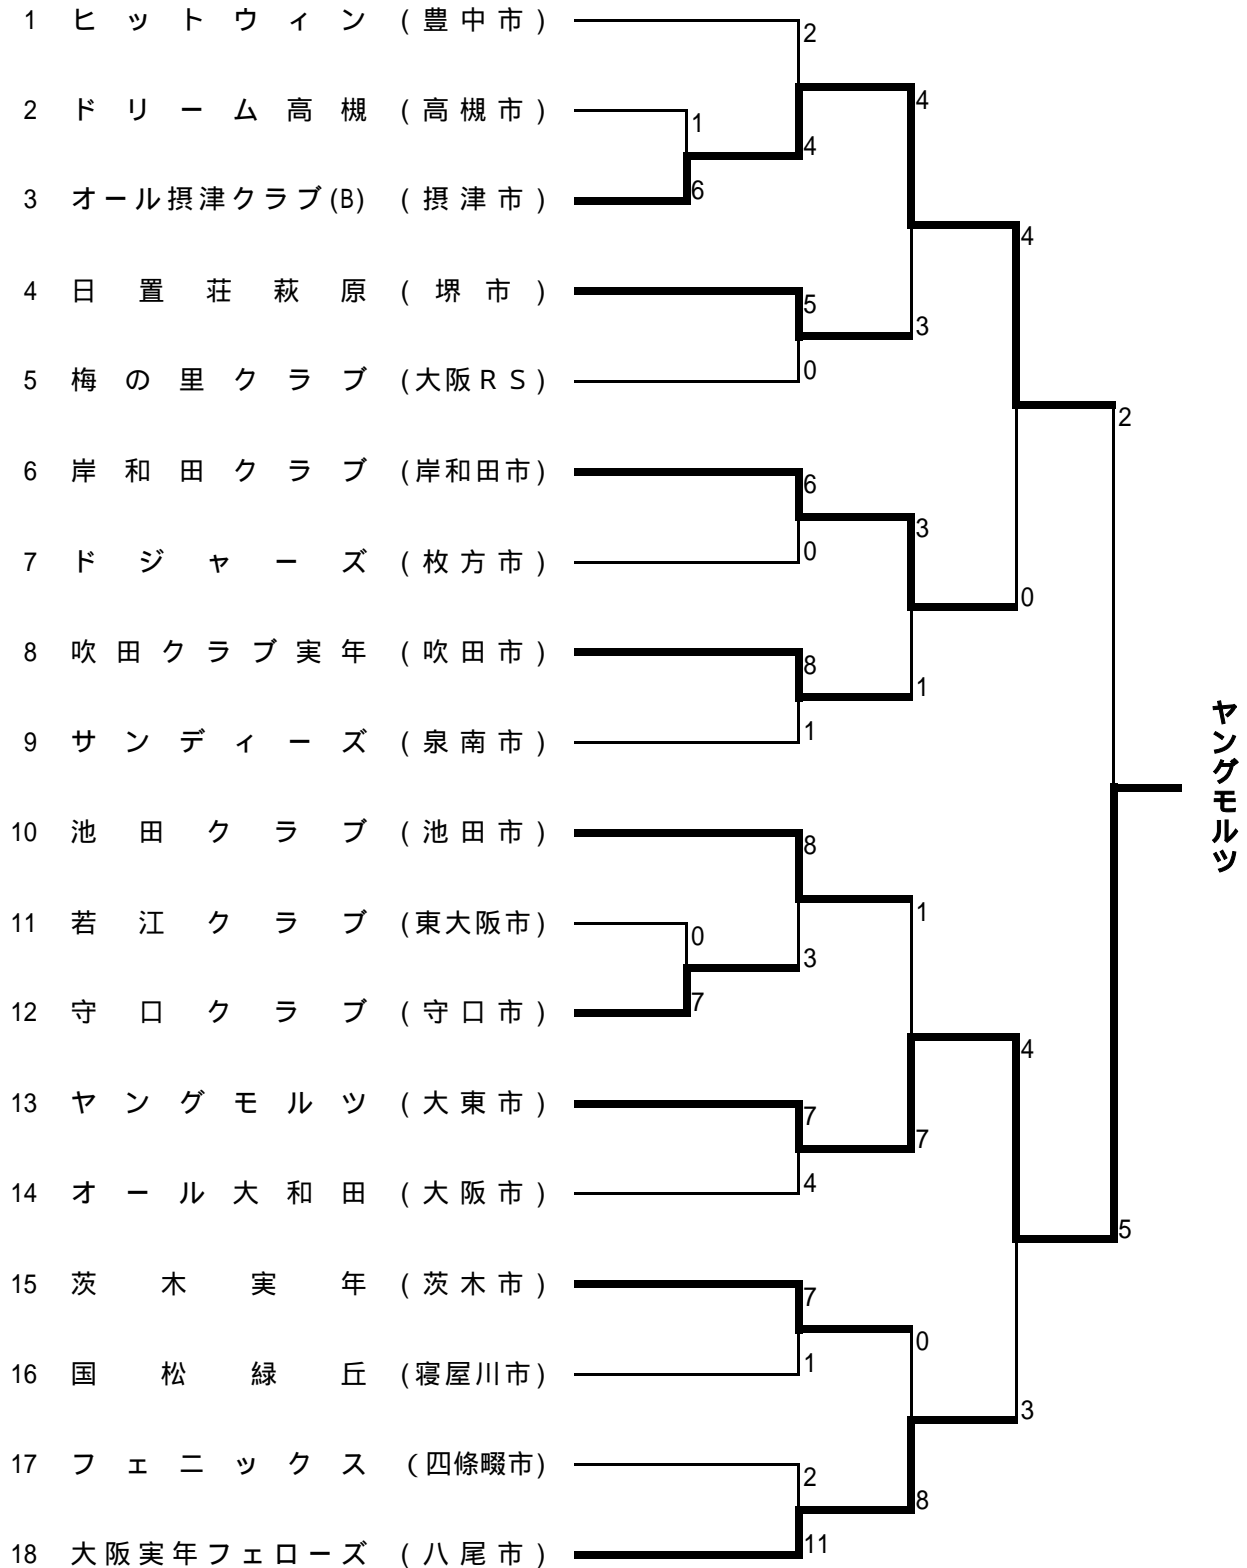 1 ヒットウィン (豊中市)
2
2 ドリーム高槻 (高槻市)
1
4
4
3 オール摂津クラブ(B) (摂津市)
6
4
4 日置荘萩原 (堺市)
5
3
5 梅の里クラブ (大阪RS)
0
2
6 岸和田クラブ (岸和田市)
6
3
7 ドジャーズ (枚方市)
0
0
8 吹田クラブ実年 (吹田市)
8
1
9 サンディーズ (泉南市)
1
ヤングモルツ
10 池田クラブ (池田市)
8
1
11 若江クラブ (東大阪市)
0
3
12 守口クラブ (守口市)
7
4
13 ヤングモルツ (大東市)
7
7
14 オール大和田 (大阪市)
4
5
15 茨木実年 (茨木市)
7
0
16 国松緑丘 (寝屋川市)
1
3
17 フェニックス (四條畷市)
2
8
18 大阪実年フェローズ (八尾市)
11